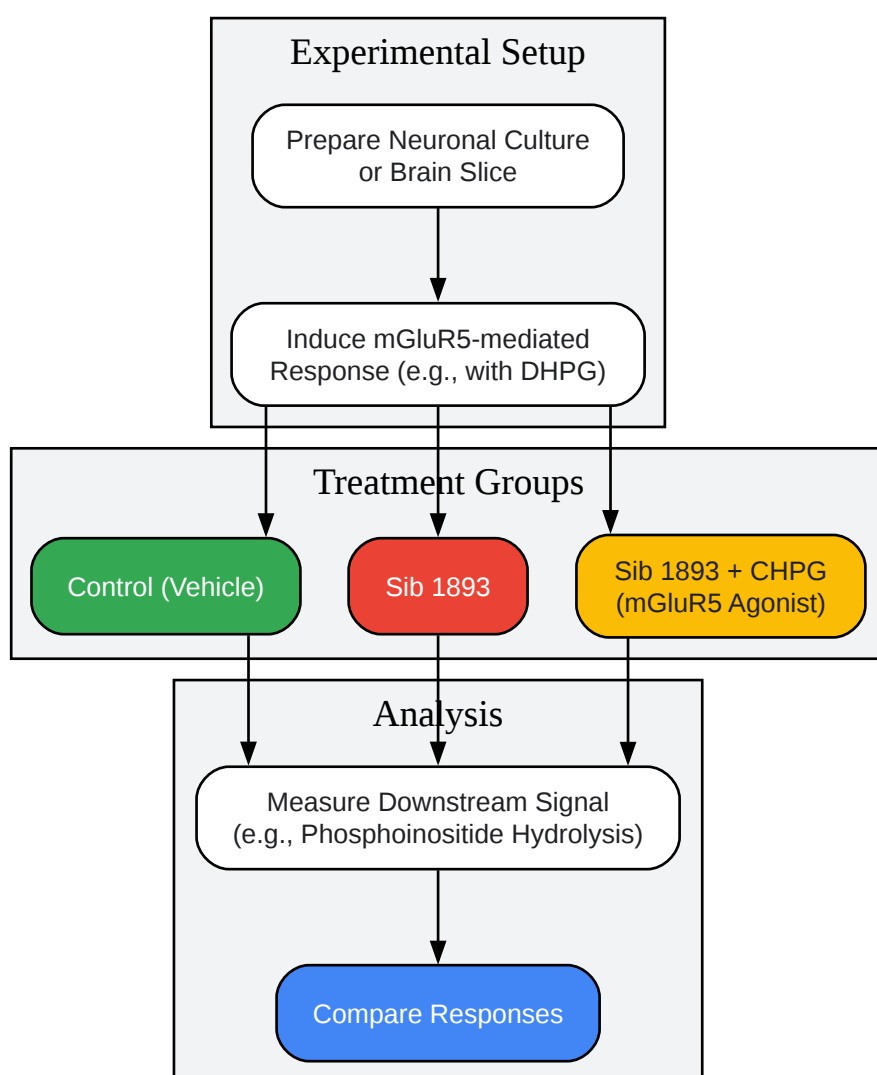 Experimental Setup
Prepare Neuronal Culture
or Brain Slice
Induce mGluR5-mediated
Response (e.g., with DHPG)
Treatment Groups
Control (Vehicle)
Sib 1893
Sib 1893 + CHPG
(mGluR5 Agonist)
Analysis
Measure Downstream Signal
(e.g., Phosphoinositide Hydrolysis)
Compare Responses